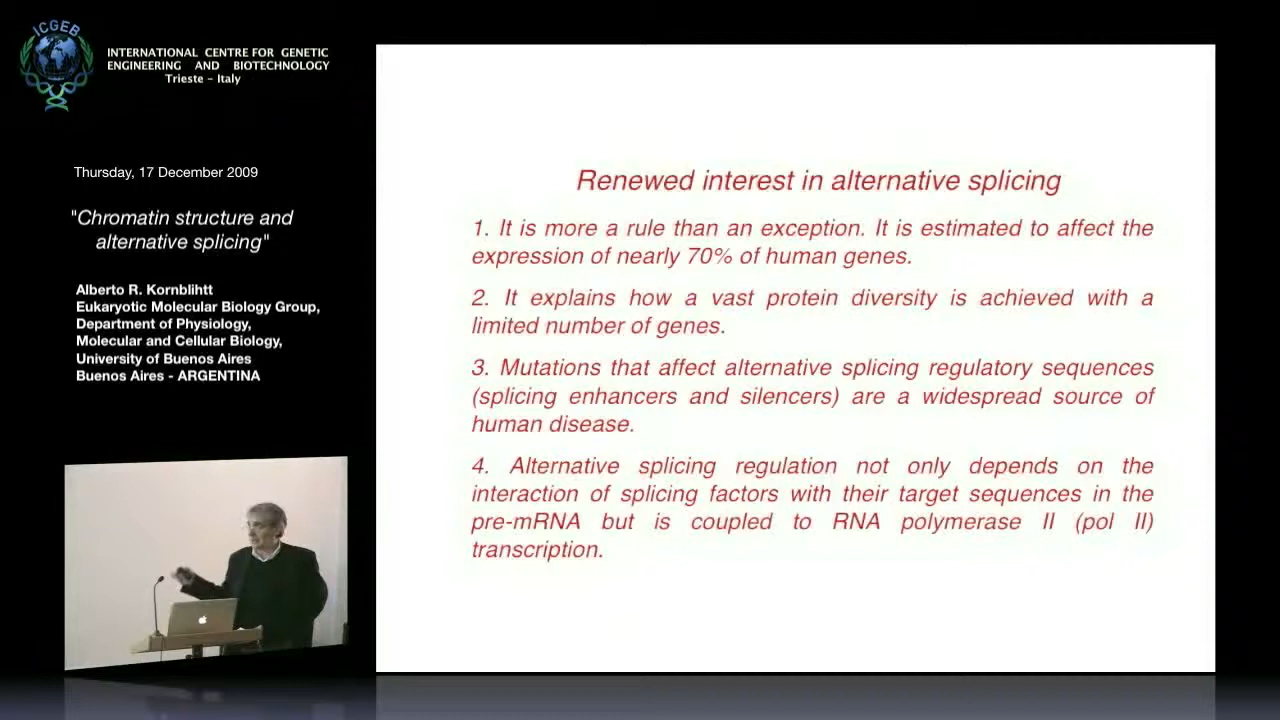 ICGEB
INTERNATIONAL CENTRE FOR GENETIC
ENGINEERING AND BIOTECHNOLOGY
Trieste - Italy
Thursday, 17 December 2009
"Chromatin structure and
alternative splicing"
Alberto R. Kornblihtt
Eukaryotic Molecular Biology Group,
Department of Physiology,
Molecular and Cellular Biology,
University of Buenos Aires
Buenos Aires - ARGENTINA
Renewed interest in alternative splicing
1. It is more a rule than an exception. It is estimated to affect the
expression of nearly 70% of human genes.
2. It explains how a vast protein diversity is achieved with a
limited number of genes.
3. Mutations that affect alternative splicing regulatory sequences
(splicing enhancers and silencers) are a widespread source of
human disease.
4. Alternative splicing regulation not only depends on the
interaction of splicing factors with their target sequences in the
pre-mRNA but is coupled to RNA polymerase II (pol II)
transcription.